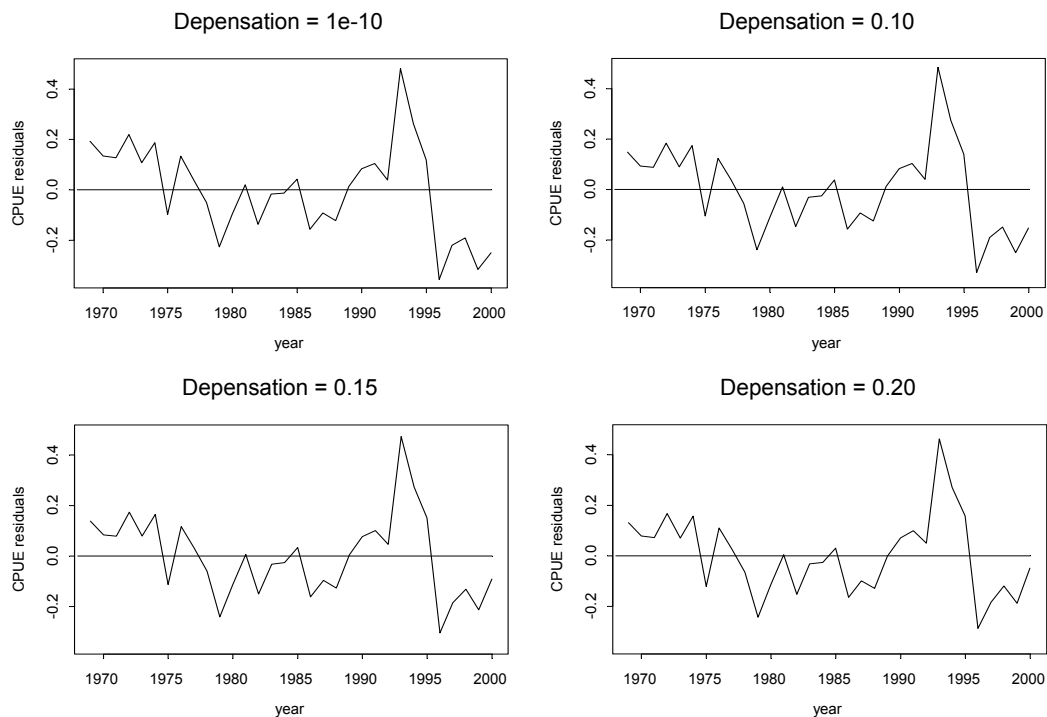 Depensation = 1e-10
CPUE residuals
0.4
0.2
0.0
-0.2
1970 1975 1980 1985 1990 1995 2000
year
Depensation = 0.10
CPUE residuals
0.4
0.2
0.0
-0.2
1970 1975 1980 1985 1990 1995 2000
year
Depensation = 0.15
CPUE residuals
0.4
0.2
0.0
-0.2
1970 1975 1980 1985 1990 1995 2000
year
Depensation = 0.20
CPUE residuals
0.4
0.2
0.0
-0.2
1970 1975 1980 1985 1990 1995 2000
year